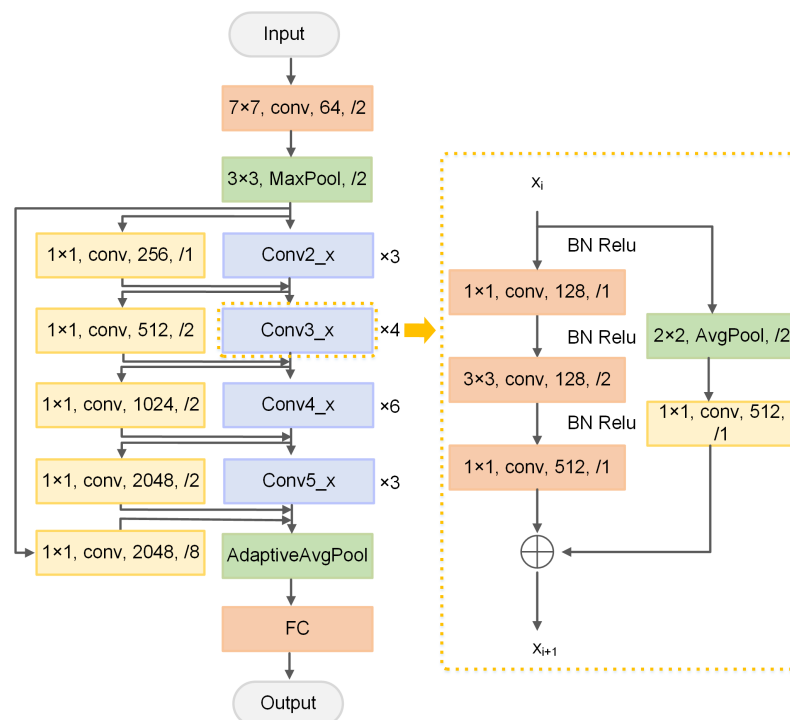 Input
7×7, conv, 64, /2
3×3, MaxPool, /2
1×1, conv, 256, /1
Conv2_x
×3
1×1, conv, 512, /2
Conv3_x
×4
1×1, conv, 1024, /2
Conv4_x
×6
1×1, conv, 2048, /2
Conv5_x
×3
1×1, conv, 2048, /8
AdaptiveAvgPool
FC
Output
xᵢ
BN Relu
1×1, conv, 128, /1
BN Relu
2×2, AvgPool, /2
3×3, conv, 128, /2
BN Relu
1×1, conv, 512,
/1
1×1, conv, 512, /1
xᵢ₊₁